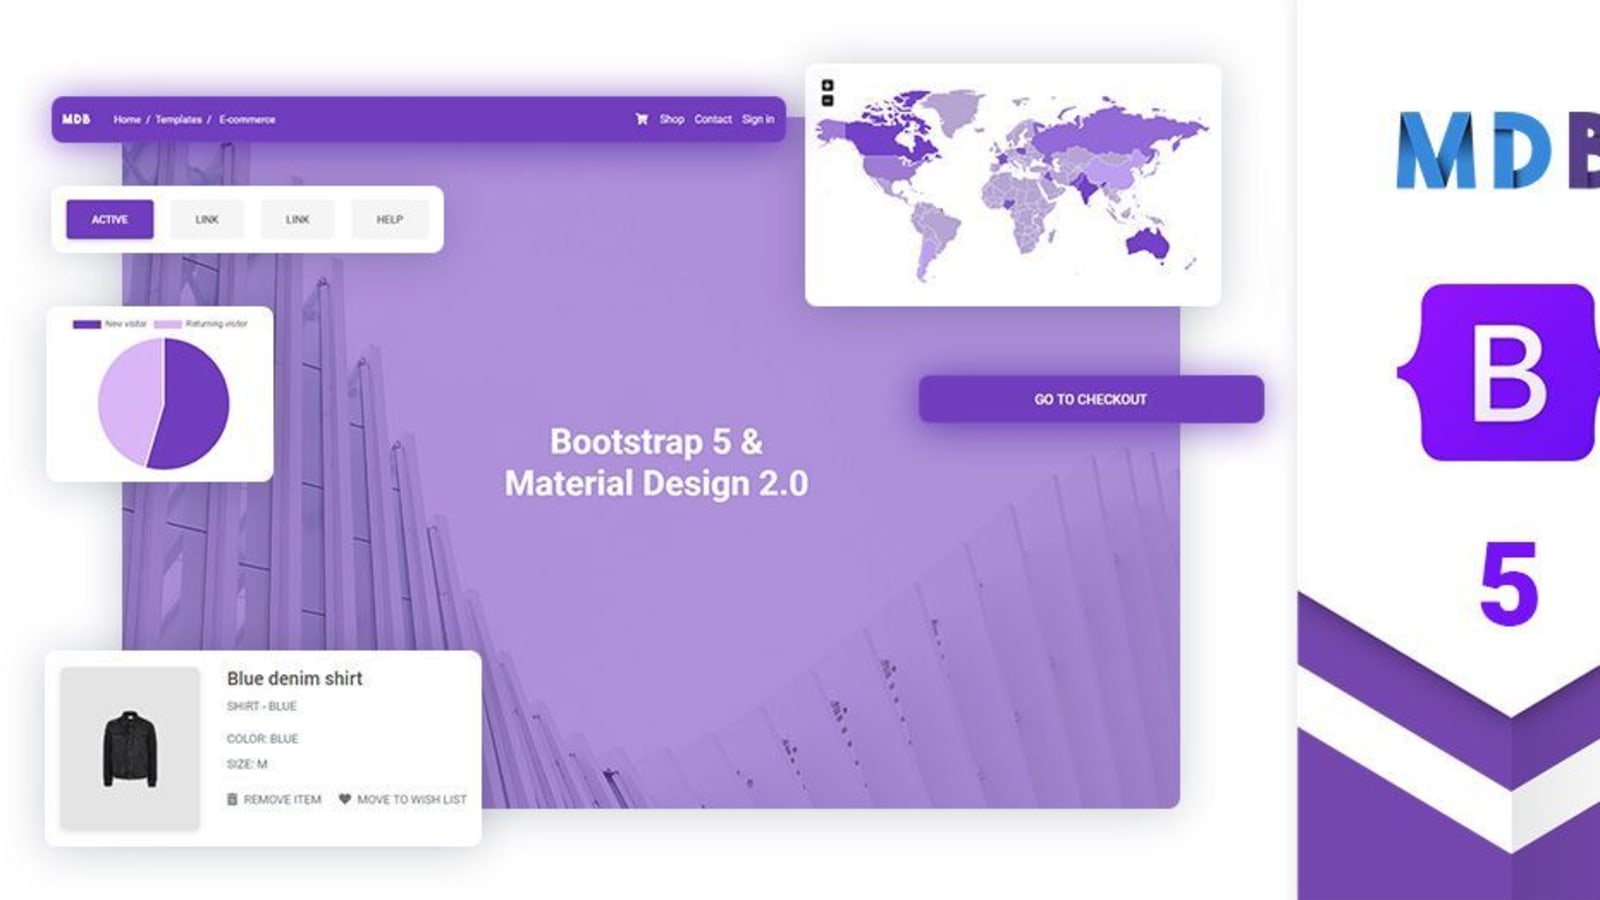 MDB Home / Templates / E-commerce Shop Contact Sign in
ACTIVE LINK LINK HELP
New visitor Returning visitor
GO TO CHECKOUT
Bootstrap 5 &
Material Design 2.0
Blue denim shirt
SHIRT - BLUE
COLOR: BLUE
SIZE: M
REMOVE ITEM MOVE TO WISH LIST
MDB
B
5